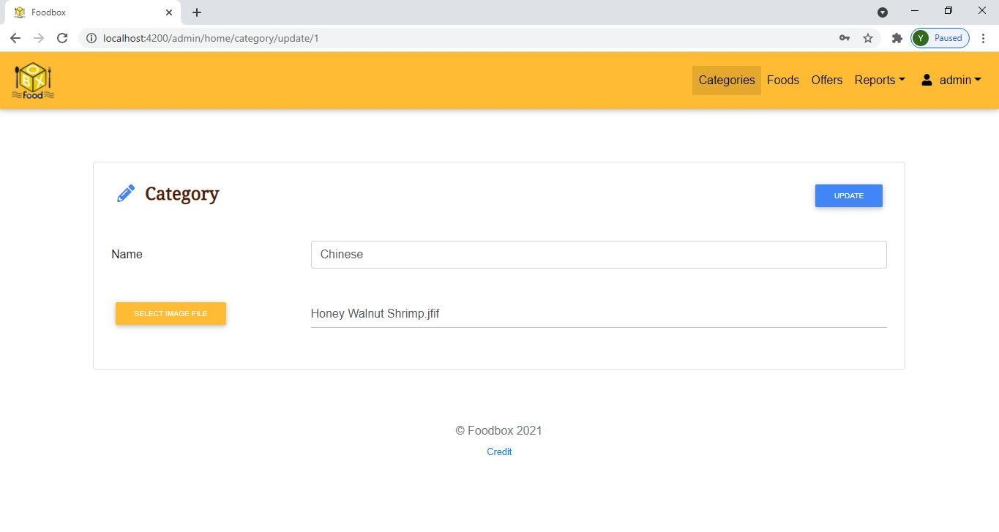 Foodbox
localhost:4200/admin/home/category/update/1
Y Paused
O
B X
Food
Categories Foods Offers Reports admin
Category
UPDATE
Name Chinese
SELECT IMAGE FILE Honey Walnut Shrimp.jfif
© Foodbox 2021
Credit